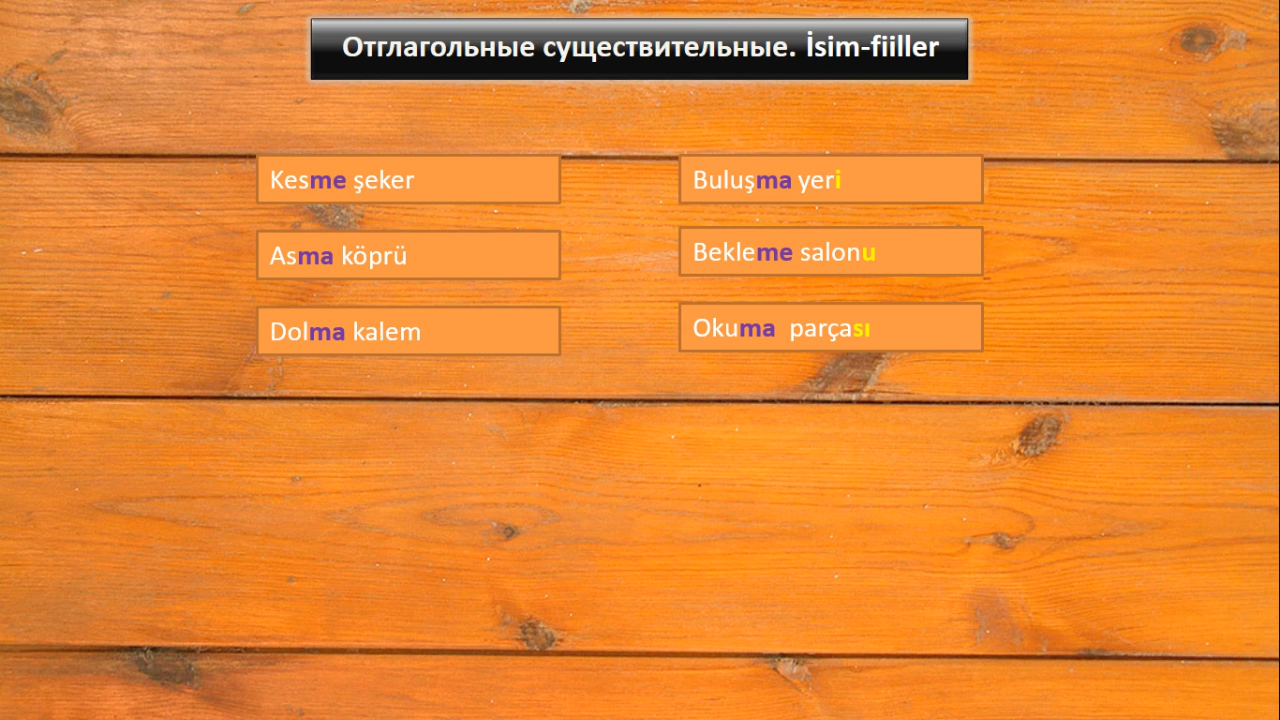 Отглагольные существительные. İsim-fiiller
Kesme şeker
Asma köprü
Dolma kalem
Buluşma yeri
Bekleme salonu
Okuma parçası